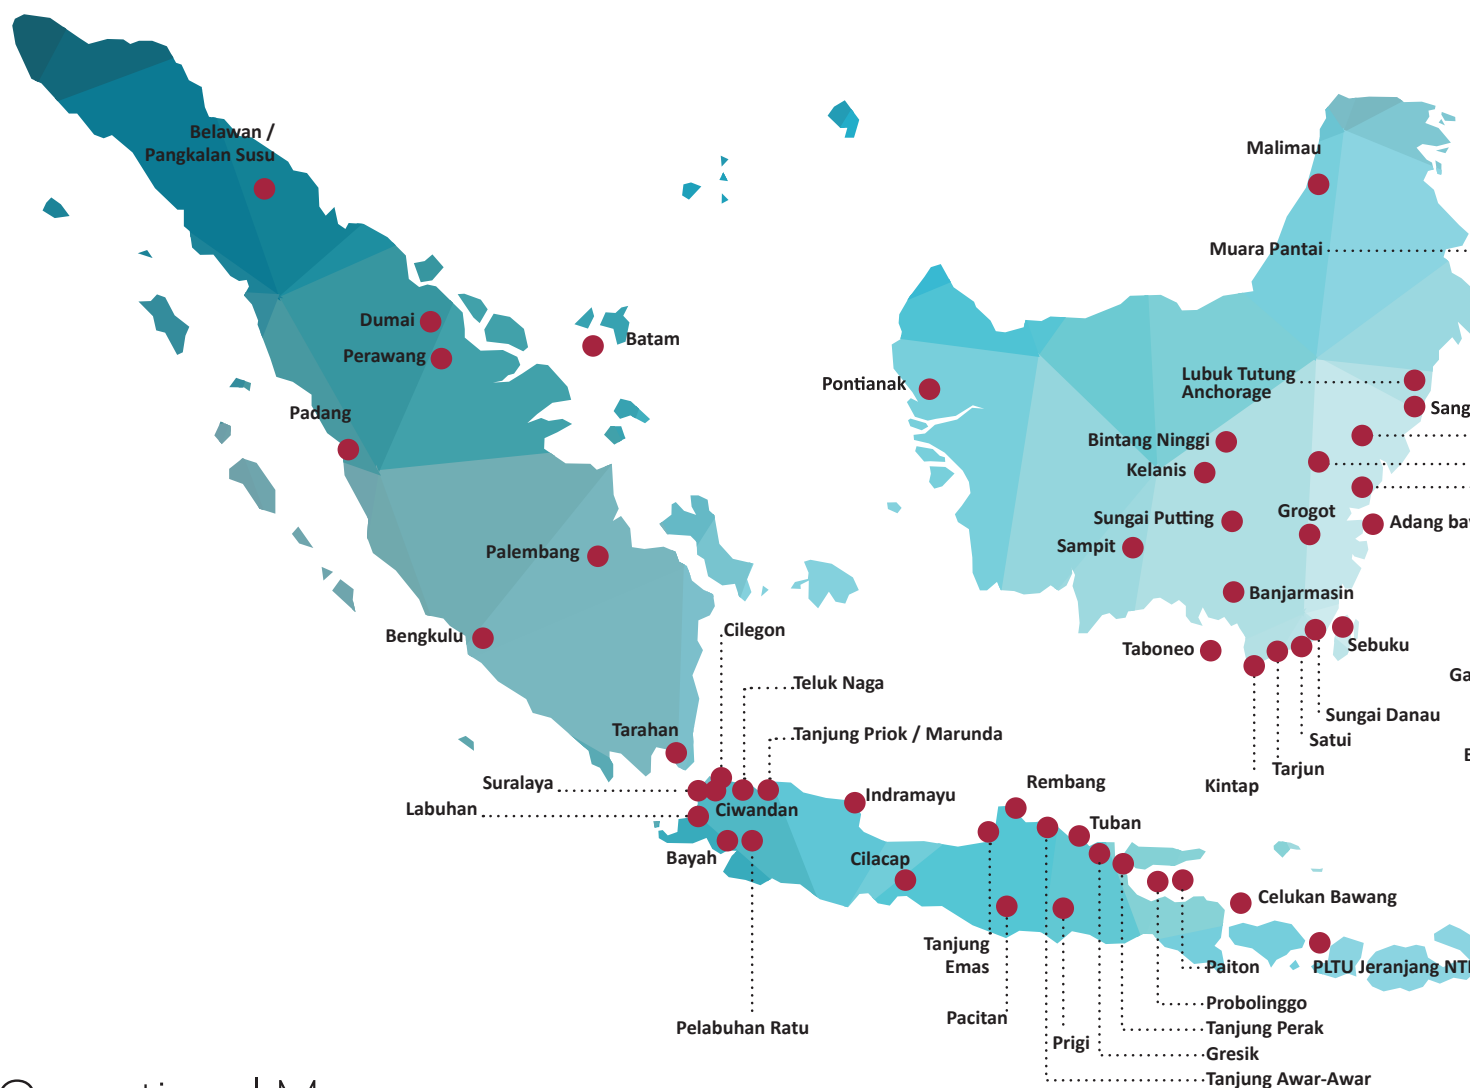 Belawan /
Pangkalan Susu
Malimau
Muara Pantai
Dumai
Batam
Perawang
Lubuk Tutung
Anchorage
Pontianak
Padang
Sang
Bintang Ninggi
Kelanis
Grogot
Sungai Putting
Adang
Sampit
Palembang
Banjarmasin
Cilegon
Bengkulu
Taboneo
Sebuku
Teluk Naga
Ga
Sungai Danau
Tarahan
Tanjung Priok / Marunda
Satui
Tarjun
Suralaya
Kintap
Rembang
Indramayu
Labuhan
Ciwandan
Tuban
Bayah
Cilacap
Celukan Bawang
Tanjung
Emas
Paiton
PLTU Jeranjang NT
Probolinggo
Pacitan
Pelabuhan Ratu
Tanjung Perak
Prigi
Gresik
Tanjung Awar-Awar